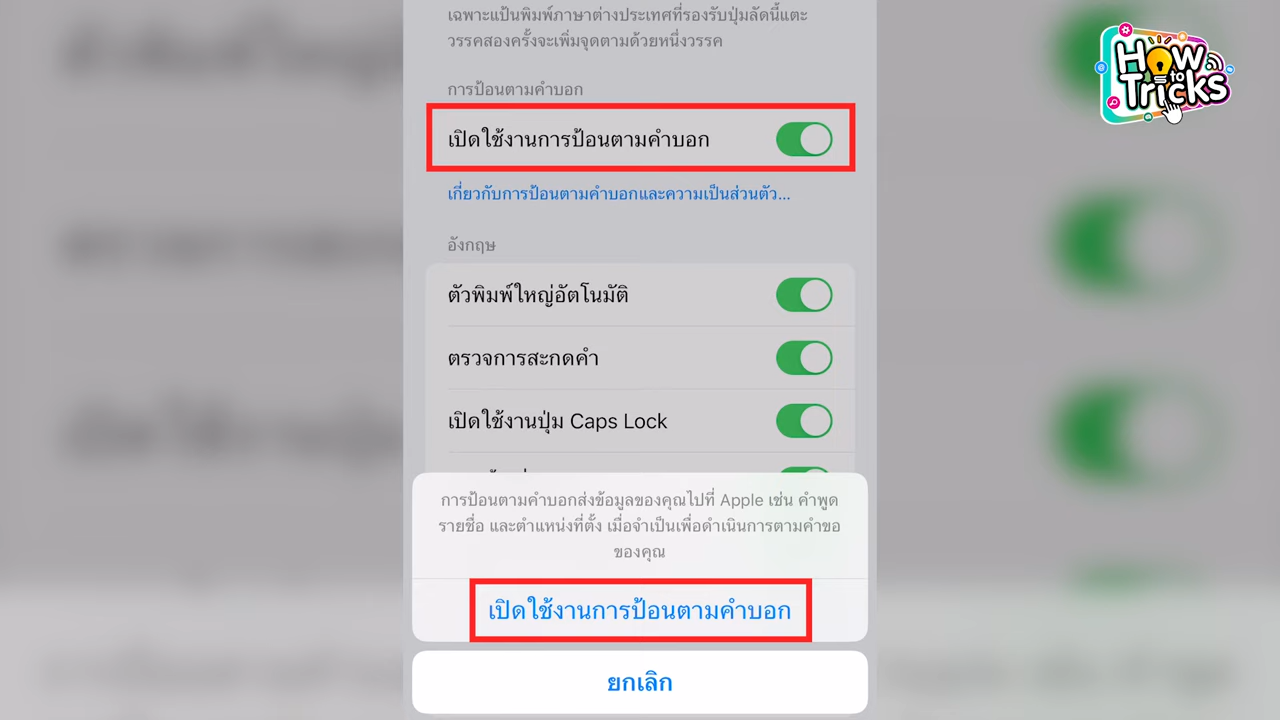 เฉพาะแป้นพิมพ์ภาษาต่างประเทศที่รองรับปุ่มลัดนี้แตะ
วรรคสองครั้งจะเพิ่มจุดตามด้วยหนึ่งวรรค
การป้อนตามคำบอก
เปิดใช้งานการป้อนตามคำบอก
เกี่ยวกับการป้อนตามคำบอกและความเป็นส่วนตัว...
อังกฤษ
ตัวพิมพ์ใหญ่อัตโนมัติ
ตรวจการสะกดคำ
เปิดใช้งานปุ่ม Caps Lock
การป้อนตามคำบอกส่งข้อมูลของคุณไปที่ Apple เช่น คำพูด
รายชื่อ และตำแหน่งที่ตั้ง เมื่อจำเป็นเพื่อดำเนินการตามคำขอ
ของคุณ
เปิดใช้งานการป้อนตามคำบอก
ยกเลิก
How
to
Tricks